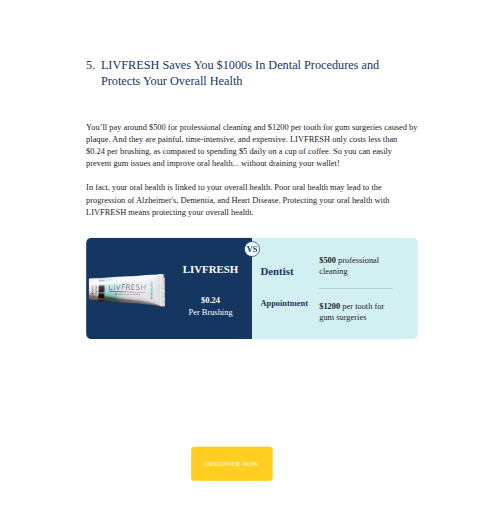 5. LIVFRESH Saves You $1000s In Dental Procedures and
Protects Your Overall Health
You'll pay around $500 for professional cleaning and $1200 per tooth for gum surgeries caused by
plaque. And they are painful, time-intensive, and expensive. LIVFRESH only costs less than
$0.24 per brushing, as compared to spending $5 daily on a cup of coffee. So you can easily
prevent gum issues and improve oral health... without draining your wallet!
In fact, your oral health is linked to your overall health. Poor oral health may lead to the
progression of Alzheimer's, Dementia, and Heart Disease. Protecting your oral health with
LIVFRESH means protecting your overall health.
LIVFRESH
LIVFRESH
$0.24
Per Brushing
VS
Dentist
Appointment
$500 professional
cleaning
$1200 per tooth for
gum surgeries
DISCOVER NOW